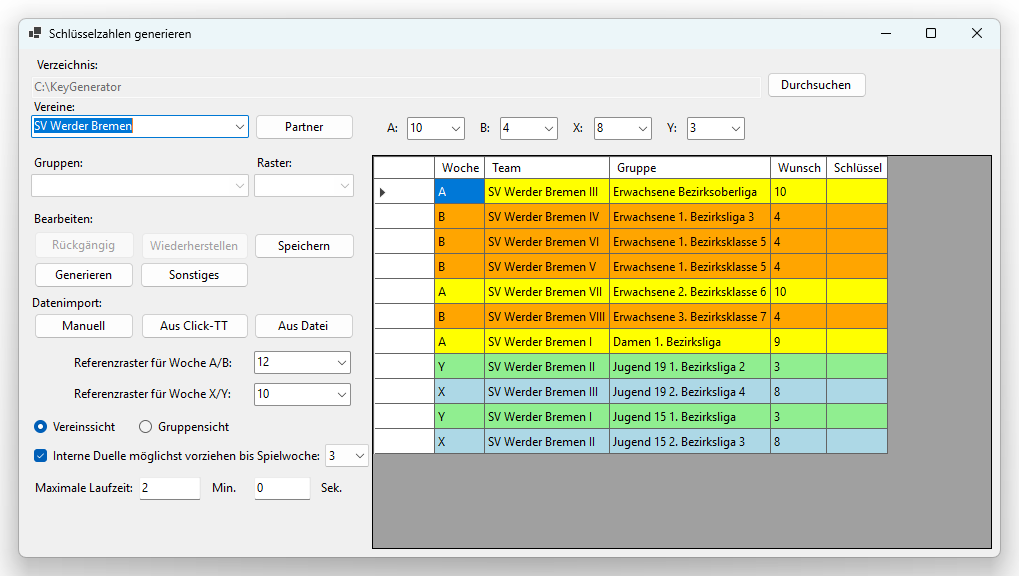 Schlüsselzahlen generieren
Verzeichnis:
C:\KeyGenerator
Durchsuchen
Vereine:
SV Werder Bremen
Partner
A: 10 B: 4 X: 8 Y: 3
Gruppen: Raster:
Bearbeiten:
Rückgängig Wiederherstellen Speichern
Generieren Sonstiges
Datenimport:
Manuell Aus Click-TT Aus Datei
Referenzraster für Woche A/B: 12
Referenzraster für Woche X/Y: 10
Vereinssicht Gruppensicht
Interne Duelle möglichst vorziehen bis Spielwoche: 3
Maximale Laufzeit: 2 Min. 0 Sek.
Woche Team Gruppe Wunsch Schlüssel
A SV Werder Bremen III Erwachsene Bezirksoberliga 10
B SV Werder Bremen IV Erwachsene 1. Bezirksliga 3 4
B SV Werder Bremen VI Erwachsene 1. Bezirksklasse 5 4
B SV Werder Bremen V Erwachsene 1. Bezirksklasse 5 4
A SV Werder Bremen VII Erwachsene 2. Bezirksklasse 6 10
B SV Werder Bremen VIII Erwachsene 3. Bezirksklasse 7 4
A SV Werder Bremen I Damen 1. Bezirksliga 9
Y SV Werder Bremen II Jugend 19 1. Bezirksliga 2 3
X SV Werder Bremen III Jugend 19 2. Bezirksliga 4 8
Y SV Werder Bremen I Jugend 15 1. Bezirksliga 3
X SV Werder Bremen II Jugend 15 2. Bezirksliga 3 8